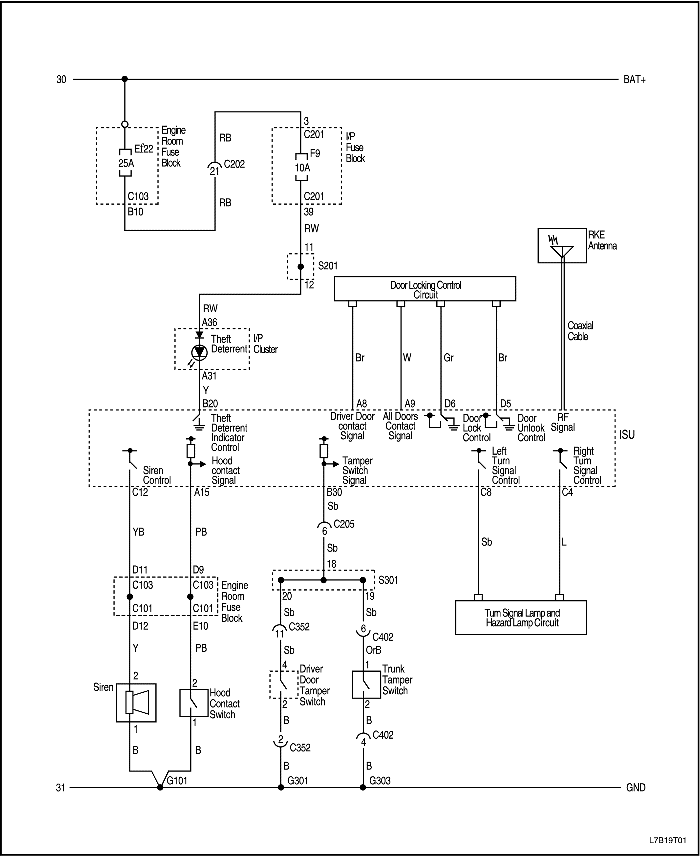 30
BAT+
Engine
Room
Fuse
Block
25A
C103
B10
RB
C202
21
RB
3
C201
F9
10A
C201
39
I/P
Fuse
Block
RW
11
S201
12
RKE
Antenna
Door Locking Control
Circuit
Coaxial
Cable
RW
A36
Theft
Deterrent
I/P
Cluster
A31
Y
B20
Br
W
Gr
Br
A8
A9
D6
D5
Theft
Deterrent
Indicator
Control
Driver Door
contact
Signal
All Doors
Contact
Signal
Door
Lock
Control
Door
Unlook
Control
RF
Signal
ISU
Siren
Control
Hood
contact
Signal
Tamper
Switch
Signal
Left
Turn
Signal
Control
Right
Turn
Signal
Control
C12
A15
B30
C8
C4
Sb
C205
6
YB
PB
Sb
Sb
L
18
S301
D11
D9
C103
C103
C101
C101
Engine
Room
Fuse
Block
D12
E10
20
19
Sb
Sb
C352
11
6
C402
Turn Signal Lamp and
Hazard Lamp Circuit
Y
PB
Sb
OrB
4
1
Driver
Door
Tamper
Switch
Trunk
Tamper
Switch
Siren
2
2
Hood
Contact
Switch
2
2
1
1
B
B
B
B
2
C352
4
C402
B
B
G101
G301
G303
31
GND
L7B19T01